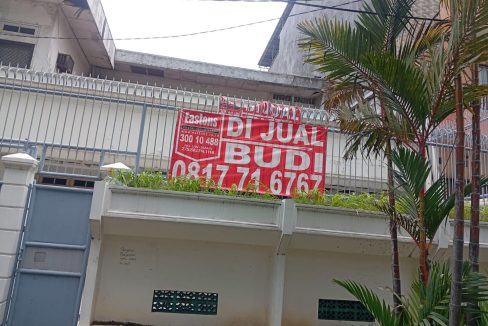 Eastons
300 10 488
DI JUAL
BUDI
0817 71 6767